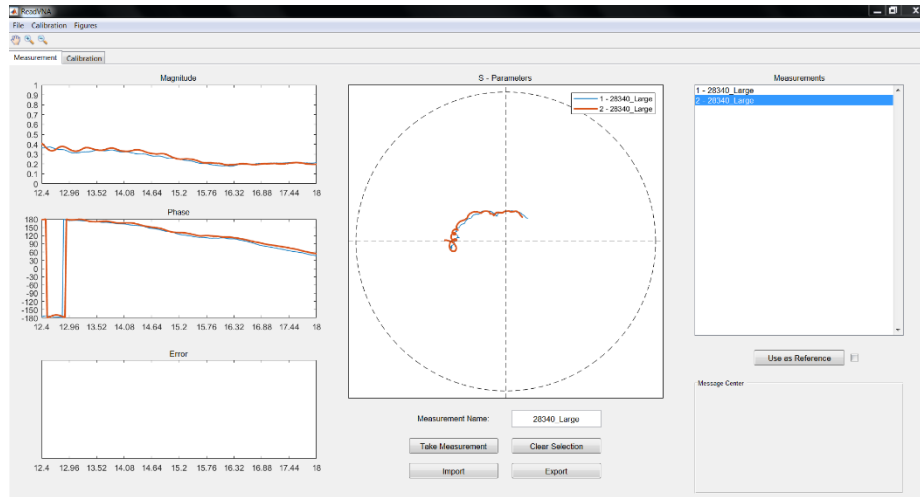 ReadVNA
File Calibration Figures
Measurement Calibration
Magnitude
1
0.9
0.8
0.7
0.6
0.5
0.4
0.3
0.2
0.1
0
12.4 12.96 13.52 14.08 14.64 15.2 15.76 16.32 16.88 17.44 18
Phase
180
150
120
90
60
30
0
-30
-60
-90
-120
-150
-180
12.4 12.96 13.52 14.08 14.64 15.2 15.76 16.32 16.88 17.44 18
Error
12.4 12.96 13.52 14.08 14.64 15.2 15.76 16.32 16.88 17.44 18
S - Parameters
1 - 28340_Large
2 - 28340_Large
Measurement Name: 28340_Large
Take Measurement Clear Selection
Import Export
Measurements
1 - 28340_Large
2 - 28340_Large
Use as Reference
Message Center